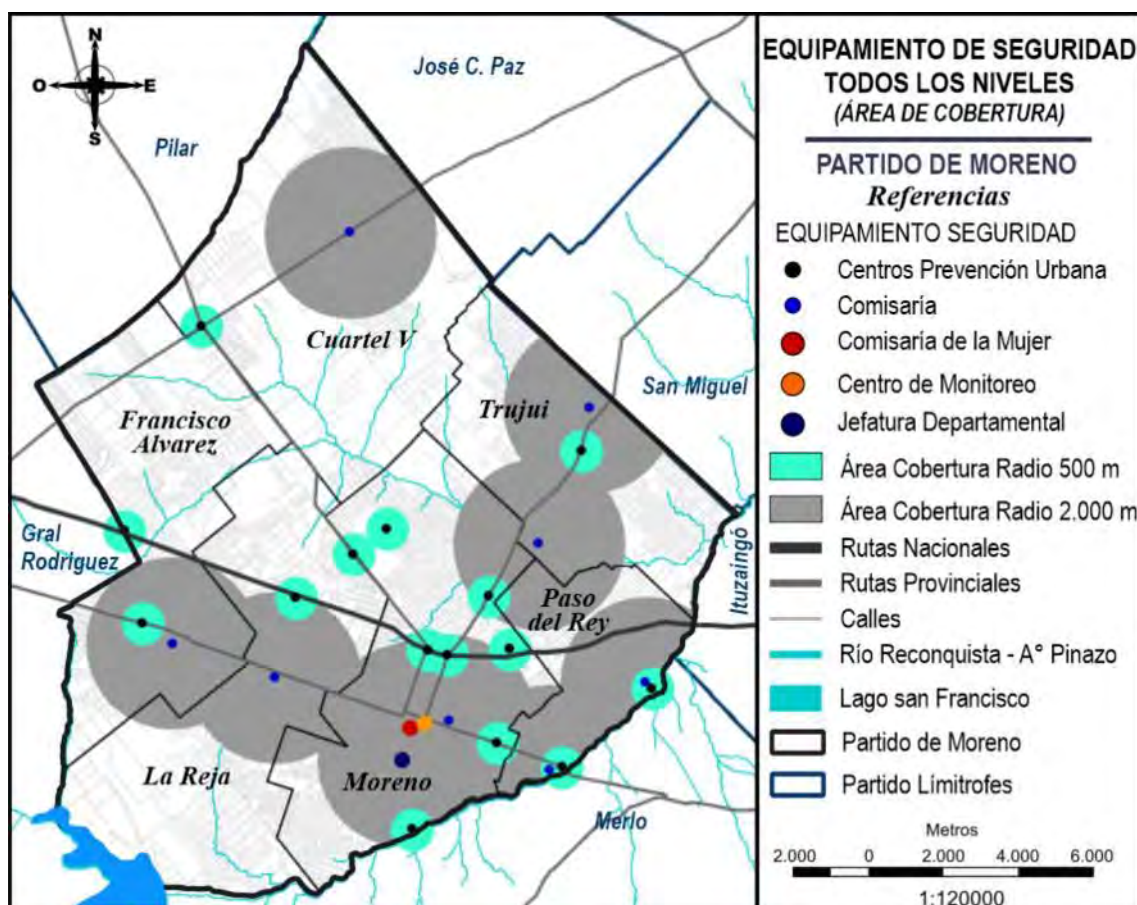 N
O
E
S
José C. Paz
Pilar
Cuartel V
San Miguel
Trujui
Francisco
Alvarez
Gral
Rodriguez
Ituzaingó
Paso
del Rey
La Reja
Moreno
Merlo
EQUIPAMIENTO DE SEGURIDAD
TODOS LOS NIVELES
(ÁREA DE COBERTURA)
PARTIDO DE MORENO
Referencias
EQUIPAMIENTO SEGURIDAD
Centros Prevención Urbana
Comisaría
Comisaría de la Mujer
Centro de Monitoreo
Jefatura Departamental
Área Cobertura Radio 500 m
Área Cobertura Radio 2.000 m
Rutas Nacionales
Rutas Provinciales
Calles
Río Reconquista - A° Pinazo
Lago san Francisco
Partido de Moreno
Partido Límitrofes
Metros
2.000 0 2.000 4.000 6.000
1:120000